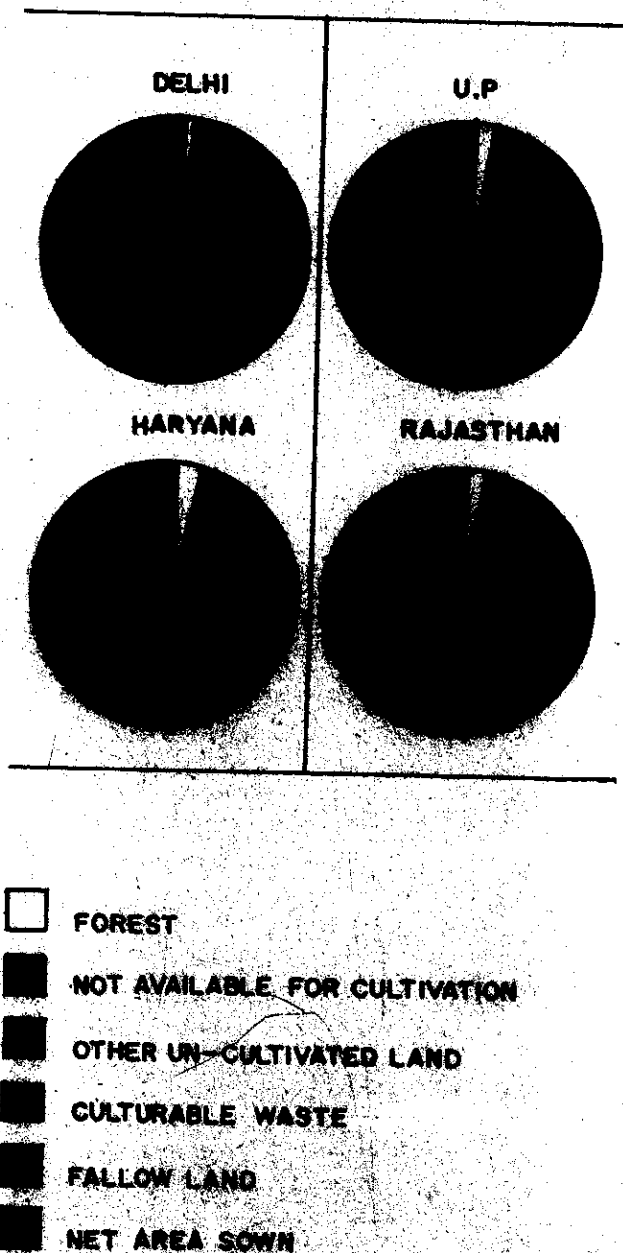 DELHI
U.P
HARYANA
RAJASTHAN
FOREST
NOT AVAILABLE FOR CULTIVATION
OTHER UN-CULTIVATED LAND
CULTURABLE WASTE
FALLOW LAND
NET AREA SOWN